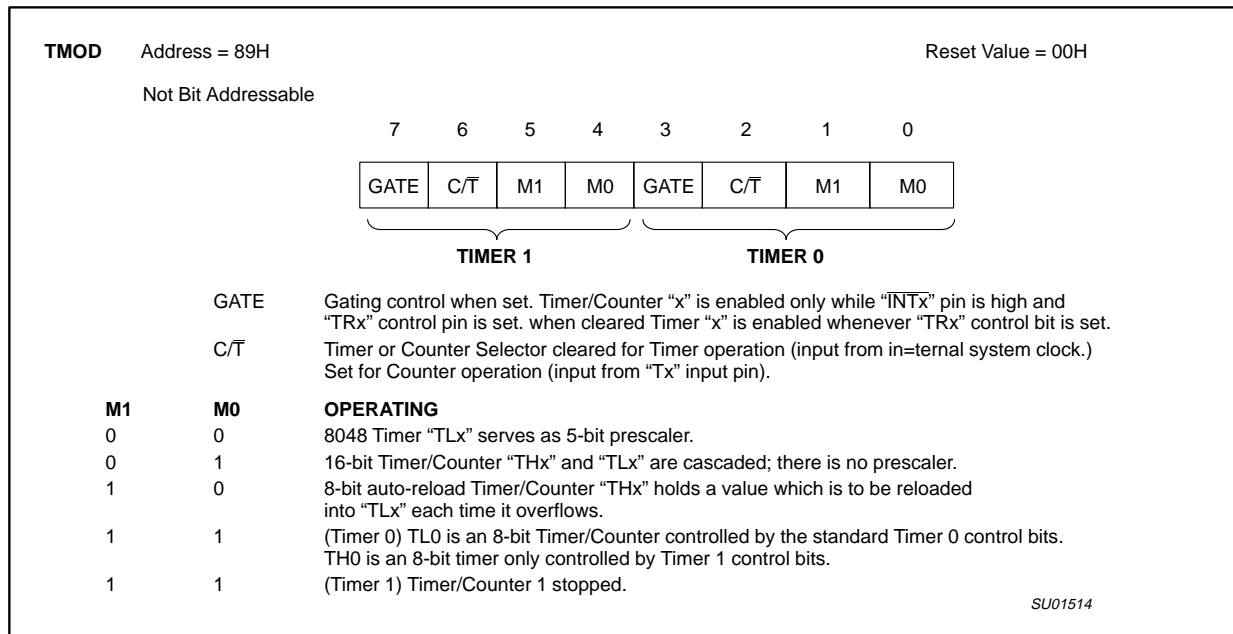 TMOD Address = 89H Reset Value = 00H
Not Bit Addressable
7 6 5 4 3 2 1 0
GATE C/T̅ M1 M0 GATE C/T̅ M1 M0
TIMER 1 TIMER 0
GATE Gating control when set. Timer/Counter “x” is enabled only while “I̅N̅T̅x̅” pin is high and
“TRx” control pin is set. when cleared Timer “x” is enabled whenever “TRx” control bit is set.
C/T̅ Timer or Counter Selector cleared for Timer operation (input from in=ternal system clock.)
Set for Counter operation (input from “Tx” input pin).
M1 M0 OPERATING
0 0 8048 Timer “TLx” serves as 5-bit prescaler.
0 1 16-bit Timer/Counter “THx” and “TLx” are cascaded; there is no prescaler.
1 0 8-bit auto-reload Timer/Counter “THx” holds a value which is to be reloaded
into “TLx” each time it overflows.
1 1 (Timer 0) TL0 is an 8-bit Timer/Counter controlled by the standard Timer 0 control bits.
TH0 is an 8-bit timer only controlled by Timer 1 control bits.
1 1 (Timer 1) Timer/Counter 1 stopped.
SU01514